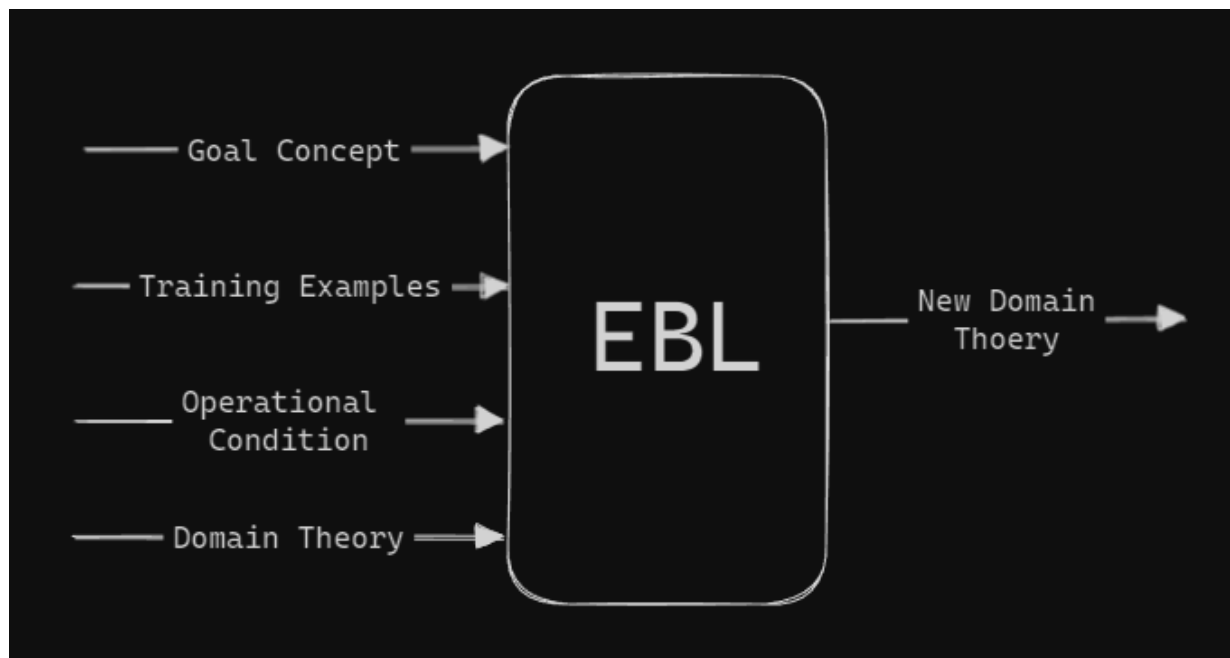 Goal Concept
Training Examples
Operational
Condition
Domain Theory
EBL
New Domain
Thoery